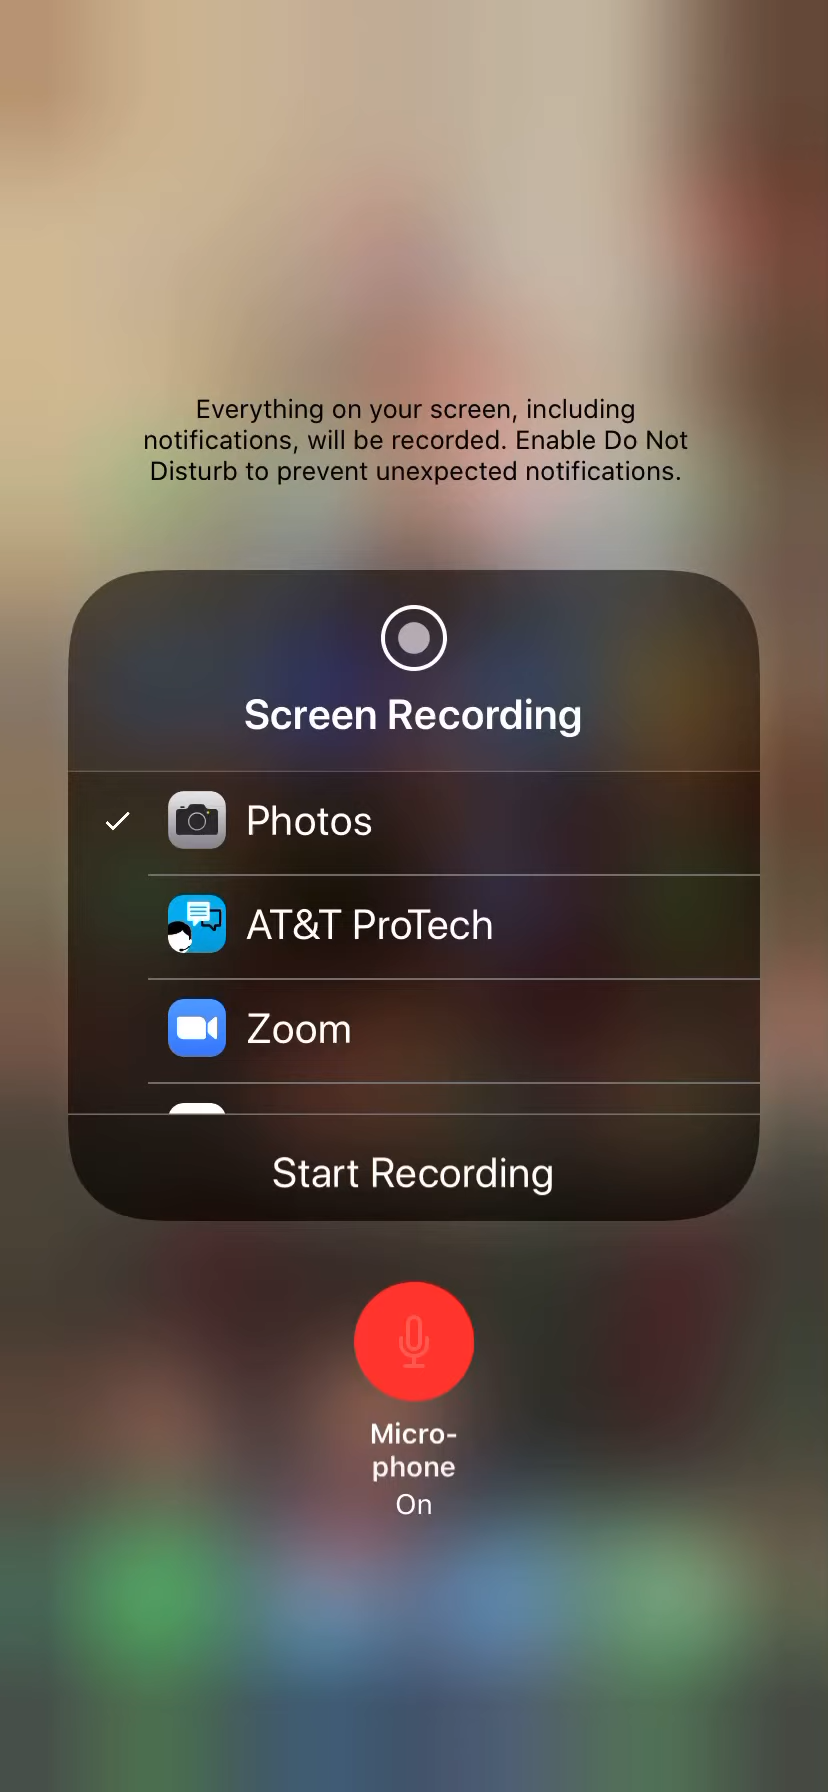 Everything on your screen, including
notifications, will be recorded. Enable Do Not
Disturb to prevent unexpected notifications.
Screen Recording
Photos
AT&T ProTech
Zoom
Start Recording
Micro-
phone
On